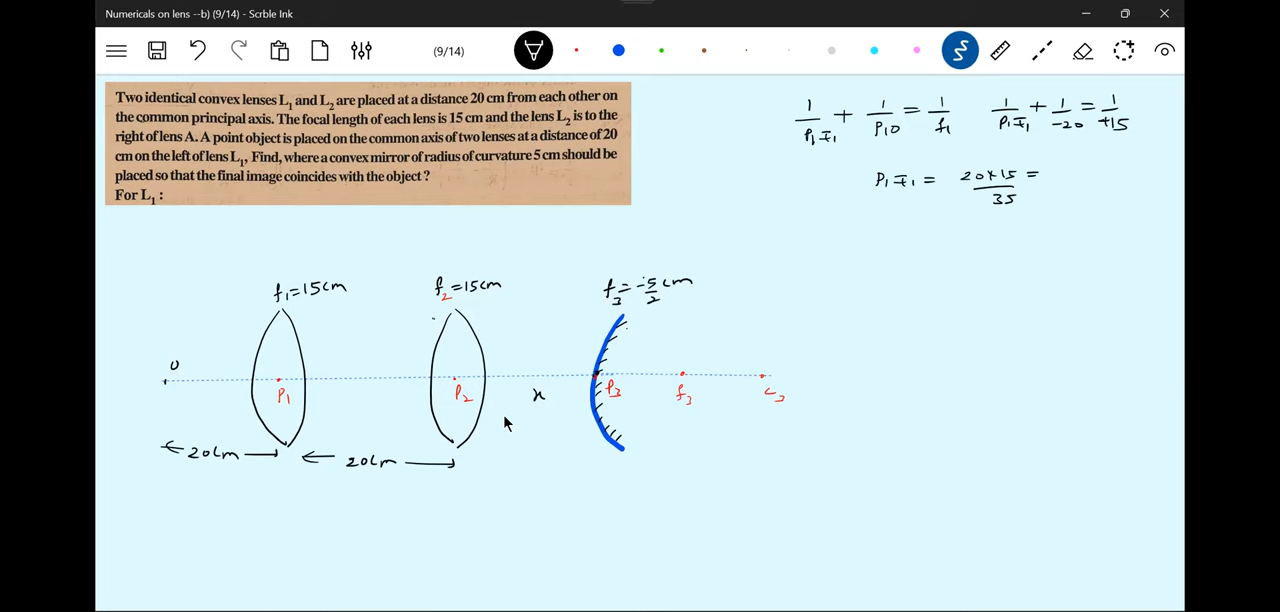 Numericals on lens --b) (9/14) - Scrble Ink
(9/14)
Two identical convex lenses L₁ and L₂ are placed at a distance 20 cm from each other on
the common principal axis. The focal length of each lens is 15 cm and the lens L₂ is to the
right of lens A. A point object is placed on the common axis of two lenses at a distance of 20
cm on the left of lens L₁, Find, where a convex mirror of radius of curvature 5 cm should be
placed so that the final image coincides with the object ?
For L₁ :
1/P₁I₁ + 1/P₁O = 1/f₁
1/P₁I₁ + 1/-20 = 1/+15
P₁I₁ = 20×15/35 =
f₁=15cm
f₂=15cm
f₃=-5/2 cm
O
P₁
P₂
x
P₃
f₃
C₃
20cm
20cm